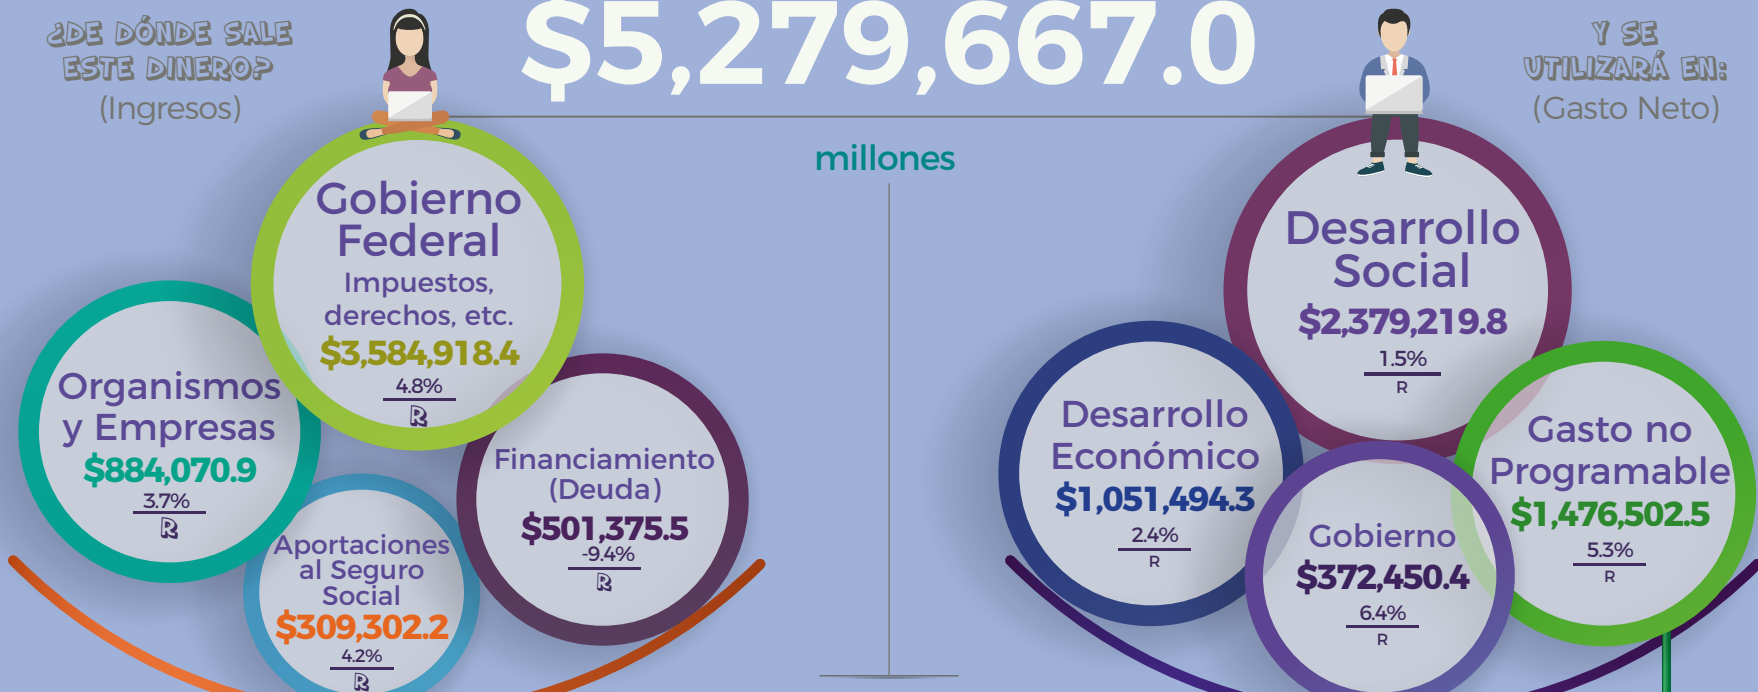 ¿DE DÓNDE SALE
ESTE DINERO?
(Ingresos)
$5,279,667.0
millones
Y SE
UTILIZARÁ EN:
(Gasto Neto)
Gobierno
Federal
Impuestos,
derechos, etc.
$3,584,918.4
4.8%
R
Organismos
y Empresas
$884,070.9
3.7%
R
Aportaciones
al Seguro
Social
$309,302.2
4.2%
R
Financiamiento
(Deuda)
$501,375.5
-9.4%
R
Desarrollo
Social
$2,379,219.8
1.5%
R
Desarrollo
Económico
$1,051,494.3
2.4%
R
Gobierno
$372,450.4
6.4%
R
Gasto no
Programable
$1,476,502.5
5.3%
R